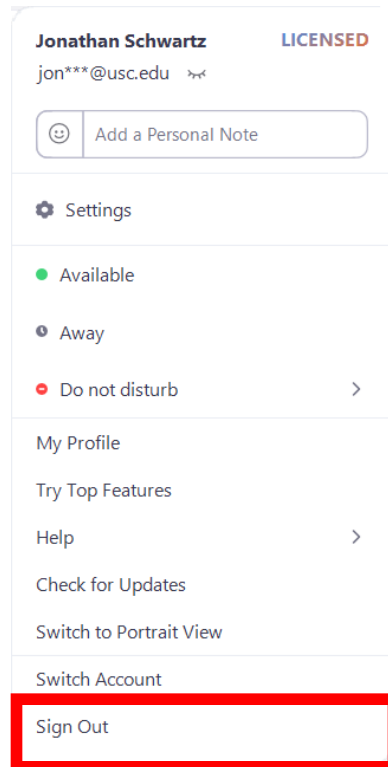 Jonathan Schwartz LICENSED
jon***@usc.edu
Add a Personal Note
Settings
Available
Away
Do not disturb
My Profile
Try Top Features
Help
Check for Updates
Switch to Portrait View
Switch Account
Sign Out